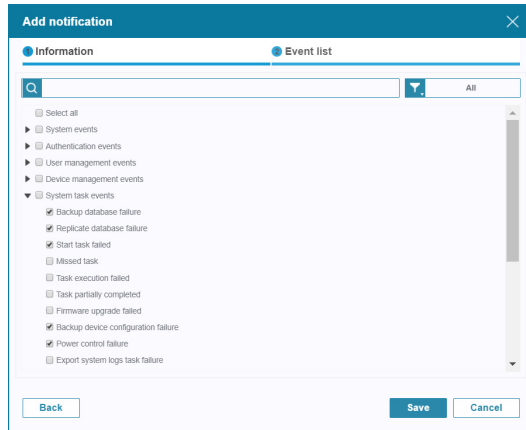 Add notification
1 Information
2 Event list
All
Select all
System events
Authentication events
User management events
Device management events
System task events
Backup database failure
Replicate database failure
Start task failed
Missed task
Task execution failed
Task partially completed
Firmware upgrade failed
Backup device configuration failure
Power control failure
Export system logs task failure
Back
Save
Cancel